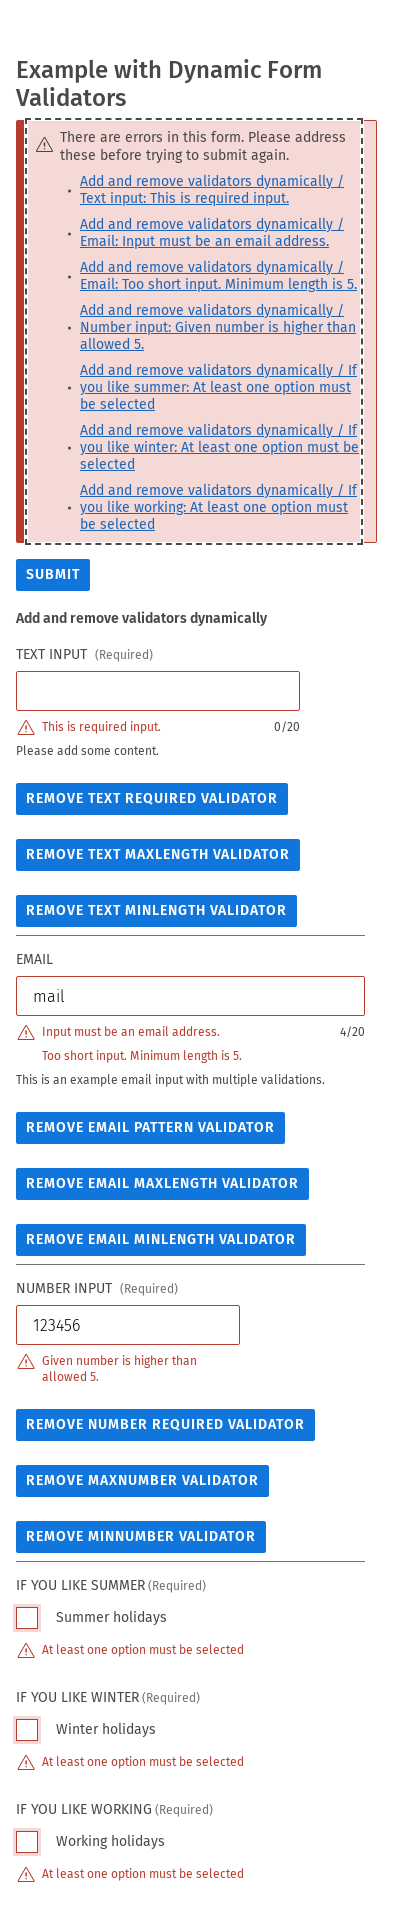 Example with Dynamic Form
Validators
There are errors in this form. Please address
these before trying to submit again.
Add and remove validators dynamically /
Text input: This is required input.
Add and remove validators dynamically /
Email: Input must be an email address.
Add and remove validators dynamically /
Email: Too short input. Minimum length is 5.
Add and remove validators dynamically /
Number input: Given number is higher than
allowed 5.
Add and remove validators dynamically / If
you like summer: At least one option must
be selected
Add and remove validators dynamically / If
you like winter: At least one option must be
selected
Add and remove validators dynamically / If
you like working: At least one option must
be selected
SUBMIT
Add and remove validators dynamically
TEXT INPUT (Required)
This is required input. 0/20
Please add some content.
REMOVE TEXT REQUIRED VALIDATOR
REMOVE TEXT MAXLENGTH VALIDATOR
REMOVE TEXT MINLENGTH VALIDATOR
EMAIL
mail
Input must be an email address. 4/20
Too short input. Minimum length is 5.
This is an example email input with multiple validations.
REMOVE EMAIL PATTERN VALIDATOR
REMOVE EMAIL MAXLENGTH VALIDATOR
REMOVE EMAIL MINLENGTH VALIDATOR
NUMBER INPUT (Required)
123456
Given number is higher than
allowed 5.
REMOVE NUMBER REQUIRED VALIDATOR
REMOVE MAXNUMBER VALIDATOR
REMOVE MINNUMBER VALIDATOR
IF YOU LIKE SUMMER (Required)
Summer holidays
At least one option must be selected
IF YOU LIKE WINTER (Required)
Winter holidays
At least one option must be selected
IF YOU LIKE WORKING (Required)
Working holidays
At least one option must be selected